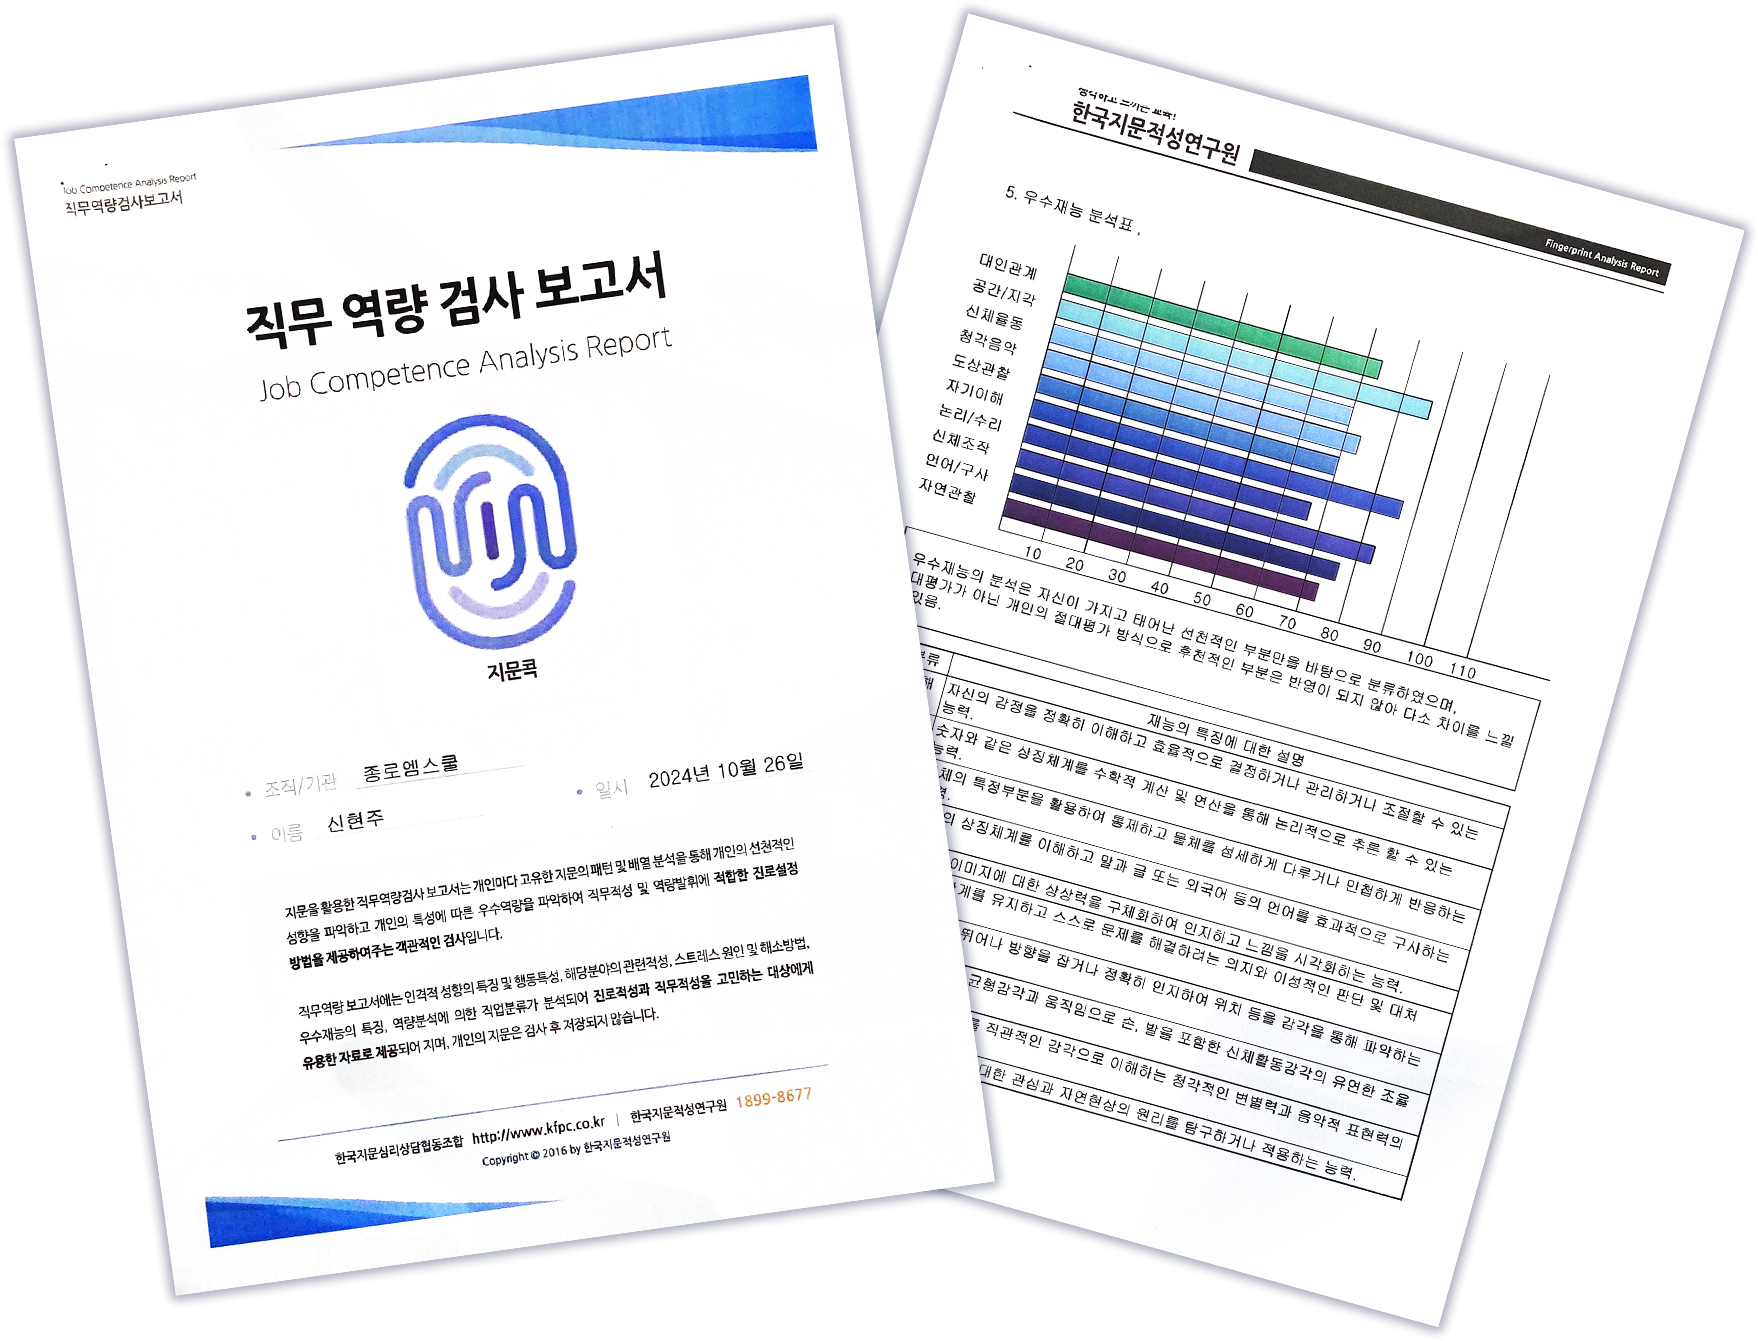 Job Competence Analysis Report
직무역량검사보고서
직무 역량 검사 보고서
Job Competence Analysis Report
지문콕
• 조직/기관 종로엠스쿨
• 일시 2024년 10월 26일
• 이름 신현주
지문을 활용한 직무역량검사 보고서는 개인마다 고유한 지문의 패턴 및 배열 분석을 통해 개인의 선천적인
성향을 파악하고 개인의 특성에 따른 우수역량을 파악하여 직무적성 및 역량발휘에 적합한 진로설정
방법을 제공하여주는 객관적인 검사입니다.
직무역량 보고서에는 인격적 성향의 특징 및 행동특성, 해당분야의 관련적성, 스트레스 원인 및 해소방법,
우수재능의 특징, 역량분석에 의한 직업분류가 분석되어 진로적성과 직무적성을 고민하는 대상에게
유용한 자료로 제공되어 지며, 개인의 지문은 검사 후 저장되지 않습니다.
한국지문심리상담협동조합 http://www.kfpc.co.kr | 한국지문적성연구원 1899-8677
Copyright © 2016 by 한국지문적성연구원
한국지문적성연구원
Fingerprint Analysis Report
5. 우수재능 분석표 ,
대인관계
공간/지각
신체율동
청각음악
도상관찰
자기이해
논리/수리
신체조작
언어/구사
자연관찰
10 20 30 40 50 60 70 80 90 100 110
우수재능의 분석은 자신이 가지고 태어난 선천적인 부분만을 바탕으로 분류하였으며,
대평가가 아닌 개인의 절대평가 방식으로 후천적인 부분은 반영이 되지 않아 다소 차이를 느낄
있음.
류
재능의 특징에 대한 설명
해
자신의 감정을 정확히 이해하고 효율적으로 결정하거나 관리하거나 조절할 수 있는
능력.
숫자와 같은 상징체계를 수학적 계산 및 연산을 통해 논리적으로 추론 할 수 있는
능력.
체의 특정부분을 활용하여 통제하고 물체를 섬세하게 다루거나 민첩하게 반응하는
력.
의 상징체계를 이해하고 말과 글 또는 외국어 등의 언어를 효과적으로 구사하는
이미지에 대한 상상력을 구체화하여 인지하고 느낌을 시각화하는 능력.
계를 유지하고 스스로 문제를 해결하려는 의지와 이성적인 판단 및 대처
뛰어나 방향을 잡거나 정확히 인지하여 위치 등을 감각을 통해 파악하는
균형감각과 움직임으로 손, 발을 포함한 신체활동감각의 유연한 조율
를 직관적인 감각으로 이해하는 청각적인 변별력과 음악적 표현력의
대한 관심과 자연현상의 원리를 탐구하거나 적용하는 능력.